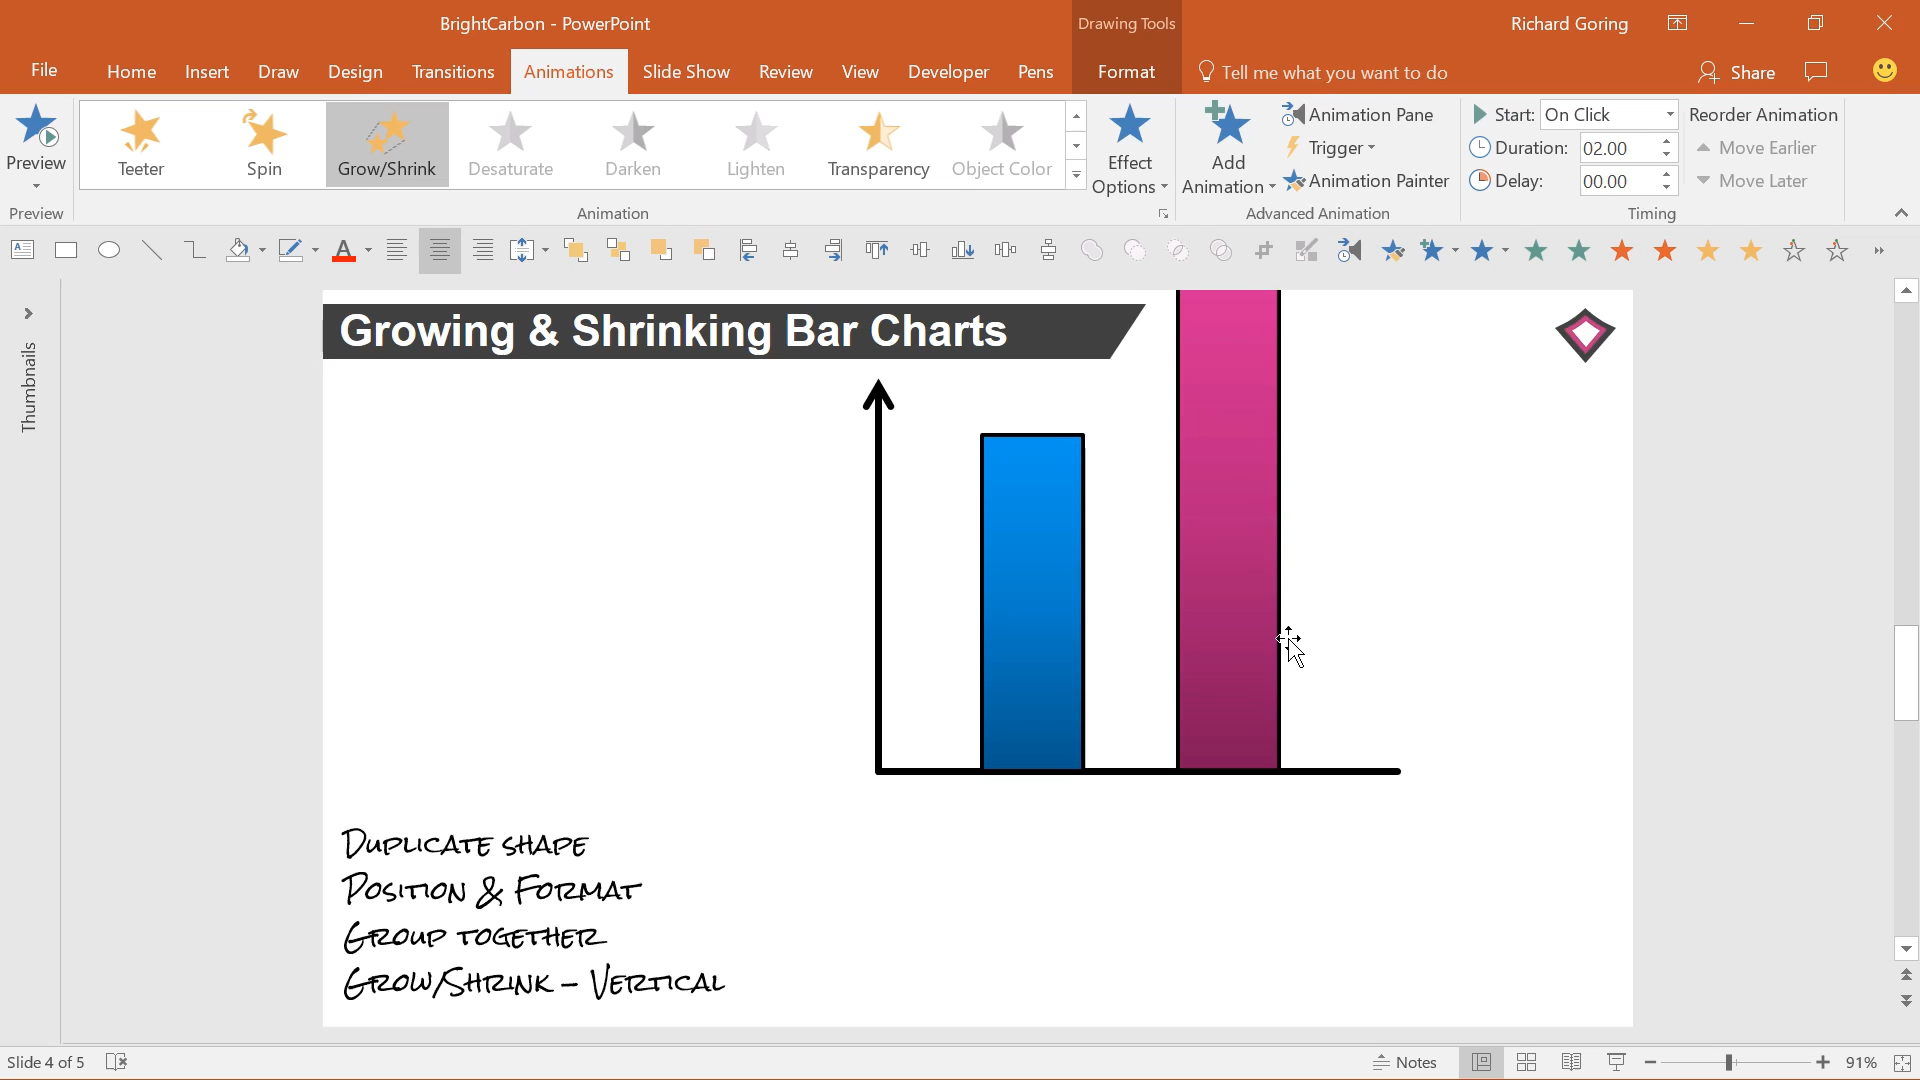 BrightCarbon - PowerPoint
Drawing Tools
Richard Goring
File
Home
Insert
Draw
Design
Transitions
Animations
Slide Show
Review
View
Developer
Pens
Format
Tell me what you want to do
Share
Preview
Teeter
Spin
Grow/Shrink
Desaturate
Darken
Lighten
Transparency
Object Color
Effect
Options
Add
Animation
Animation Pane
Trigger
Animation Painter
Start: On Click
Duration: 02.00
Delay: 00.00
Reorder Animation
Move Earlier
Move Later
Preview
Animation
Advanced Animation
Timing
A
A
Thumbnails
Growing & Shrinking Bar Charts
Duplicate shape
Position & Format
Group together
Grow/Shrink – Vertical
Slide 4 of 5
Notes
91%